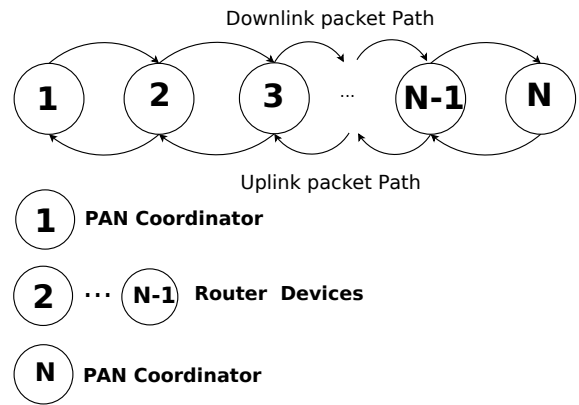 Downlink packet Path
1 2 3 ... N-1 N
Uplink packet Path
1 PAN Coordinator
2 ... N-1 Router Devices
N PAN Coordinator